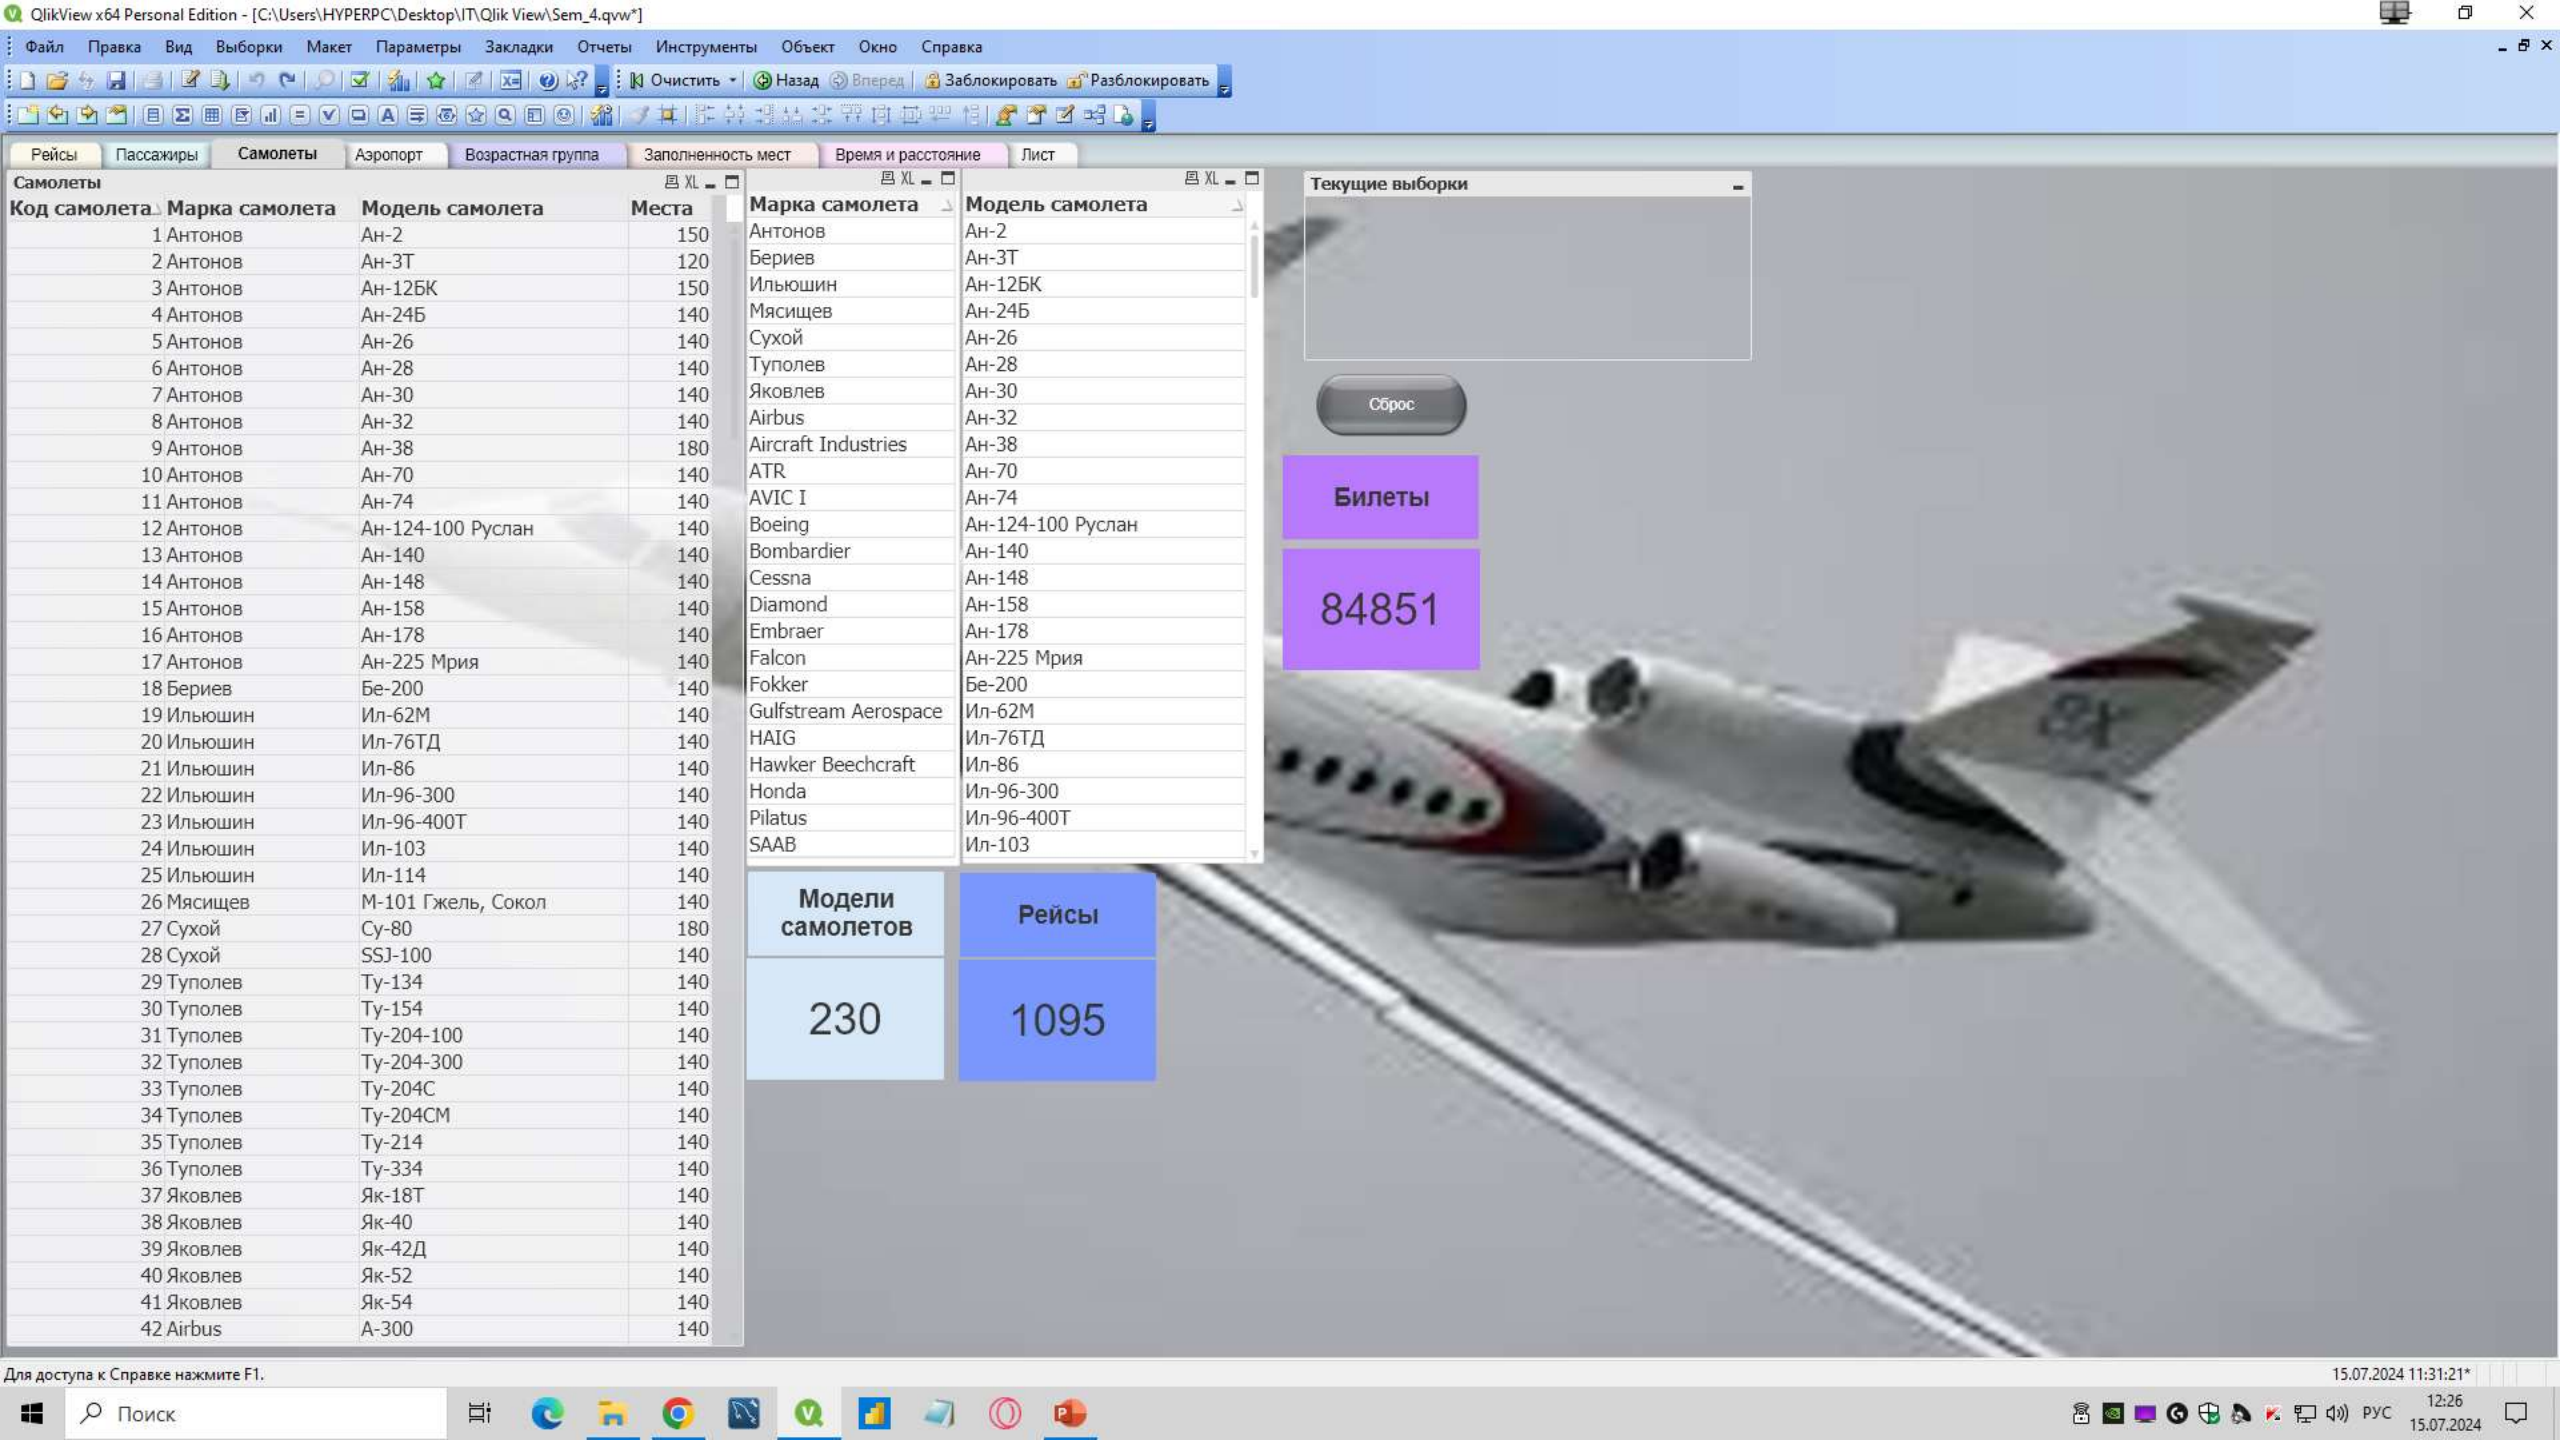 QlikView x64 Personal Edition - [C:\Users\HYPERPC\Desktop\IT\Qlik View\Sem_4.qvw*]
Файл Правка Вид Выборки Макет Параметры Закладки Отчеты Инструменты Объект Окно Справка
Очистить Назад Вперед Заблокировать Разблокировать
Рейсы Пассажиры Самолеты Аэропорт Возрастная группа Заполненность мест Время и расстояние Лист
Самолеты XL
Код самолета Марка самолета Модель самолета Места
1 Антонов Ан-2 150
2 Антонов Ан-3Т 120
3 Антонов Ан-12БК 150
4 Антонов Ан-24Б 140
5 Антонов Ан-26 140
6 Антонов Ан-28 140
7 Антонов Ан-30 140
8 Антонов Ан-32 140
9 Антонов Ан-38 180
10 Антонов Ан-70 140
11 Антонов Ан-74 140
12 Антонов Ан-124-100 Руслан 140
13 Антонов Ан-140 140
14 Антонов Ан-148 140
15 Антонов Ан-158 140
16 Антонов Ан-178 140
17 Антонов Ан-225 Мрия 140
18 Бериев Бе-200 140
19 Ильюшин Ил-62М 140
20 Ильюшин Ил-76ТД 140
21 Ильюшин Ил-86 140
22 Ильюшин Ил-96-300 140
23 Ильюшин Ил-96-400Т 140
24 Ильюшин Ил-103 140
25 Ильюшин Ил-114 140
26 Мясищев М-101 Гжель, Сокол 140
27 Сухой Су-80 180
28 Сухой SSJ-100 140
29 Туполев Ту-134 140
30 Туполев Ту-154 140
31 Туполев Ту-204-100 140
32 Туполев Ту-204-300 140
33 Туполев Ту-204С 140
34 Туполев Ту-204СМ 140
35 Туполев Ту-214 140
36 Туполев Ту-334 140
37 Яковлев Як-18Т 140
38 Яковлев Як-40 140
39 Яковлев Як-42Д 140
40 Яковлев Як-52 140
41 Яковлев Як-54 140
42 Airbus A-300 140
XL
Марка самолета
Антонов
Бериев
Ильюшин
Мясищев
Сухой
Туполев
Яковлев
Airbus
Aircraft Industries
ATR
AVIC I
Boeing
Bombardier
Cessna
Diamond
Embraer
Falcon
Fokker
Gulfstream Aerospace
HAIG
Hawker Beechcraft
Honda
Pilatus
SAAB
XL
Модель самолета
Ан-2
Ан-3Т
Ан-12БК
Ан-24Б
Ан-26
Ан-28
Ан-30
Ан-32
Ан-38
Ан-70
Ан-74
Ан-124-100 Руслан
Ан-140
Ан-148
Ан-158
Ан-178
Ан-225 Мрия
Бе-200
Ил-62М
Ил-76ТД
Ил-86
Ил-96-300
Ил-96-400Т
Ил-103
Модели
самолетов
230
Рейсы
1095
Текущие выборки
Сброс
Билеты
84851
Для доступа к Справке нажмите F1.
15.07.2024 11:31:21*
Поиск
РУС
12:26
15.07.2024